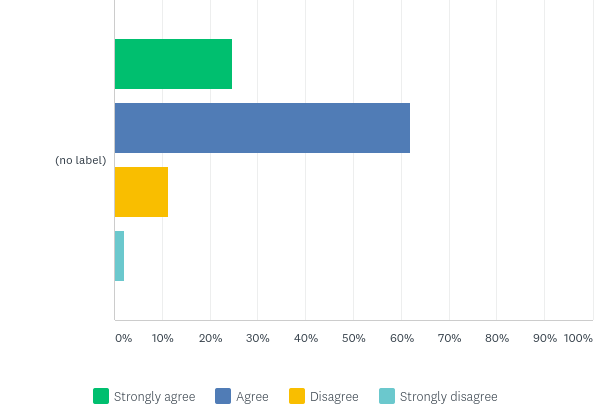 (no label)
0% 10% 20% 30% 40% 50% 60% 70% 80% 90% 100%
Strongly agree Agree Disagree Strongly disagree